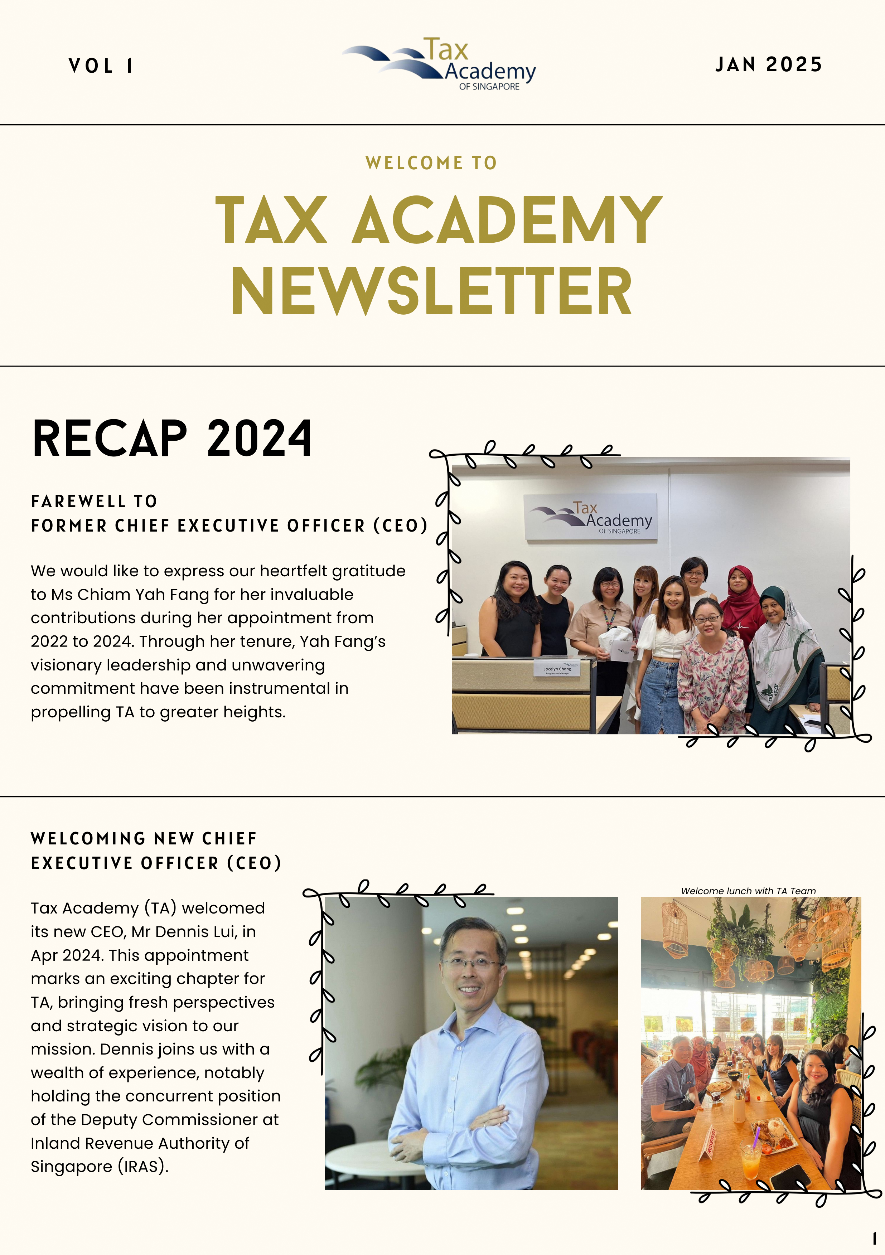 VOL 1
Tax
Academy
OF SINGAPORE
JAN 2025
WELCOME TO
TAX ACADEMY
NEWSLETTER
RECAP 2024
FAREWELL TO
FORMER CHIEF EXECUTIVE OFFICER (CEO)
We would like to express our heartfelt gratitude
to Ms Chiam Yah Fang for her invaluable
contributions during her appointment from
2022 to 2024. Through her tenure, Yah Fang’s
visionary leadership and unwavering
commitment have been instrumental in
propelling TA to greater heights.
Tax
Academy
OF SINGAPORE
WELCOMING NEW CHIEF
EXECUTIVE OFFICER (CEO)
Tax Academy (TA) welcomed
its new CEO, Mr Dennis Lui, in
Apr 2024. This appointment
marks an exciting chapter for
TA, bringing fresh perspectives
and strategic vision to our
mission. Dennis joins us with a
wealth of experience, notably
holding the concurrent position
of the Deputy Commissioner at
Inland Revenue Authority of
Singapore (IRAS).
Welcome lunch with TA Team
1